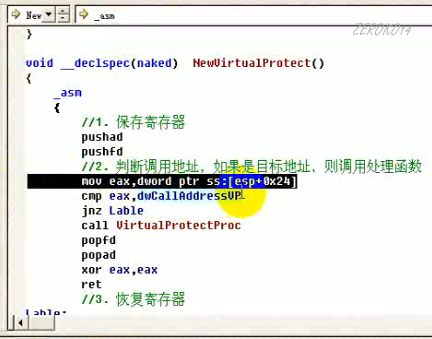 New
_asm
ZERONO14
}
void __declspec(naked) NewVirtualProtect()
{
_asm
{
//1. 保存寄存器
pushad
pushfd
//2. 判断调用地址，如果是目标地址，则调用处理函数
mov eax,dword ptr ss:[esp+0x24]
cmp eax,dwCallAddressVP
jnz Lable
call VirtualProtectProc
popfd
popad
xor eax,eax
ret
//3. 恢复寄存器
Lable: